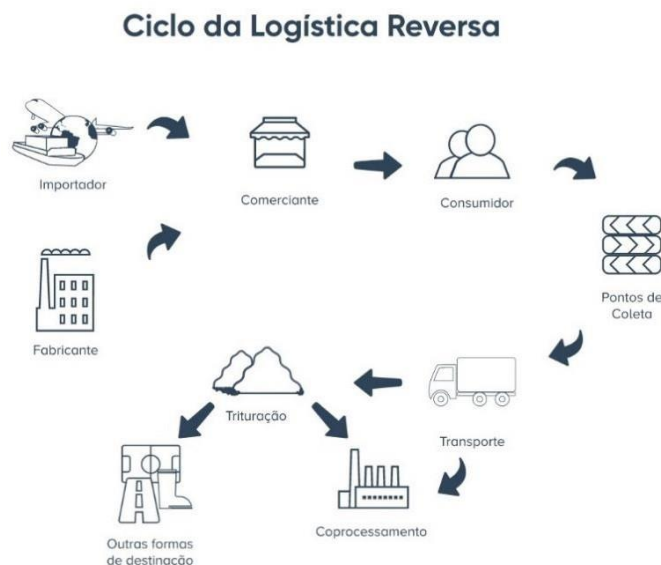 Ciclo da Logística Reversa
Importador
Comerciante
Consumidor
Fabricante
Pontos de
Coleta
Trituração
Transporte
Coprocessamento
Outras formas
de destinação